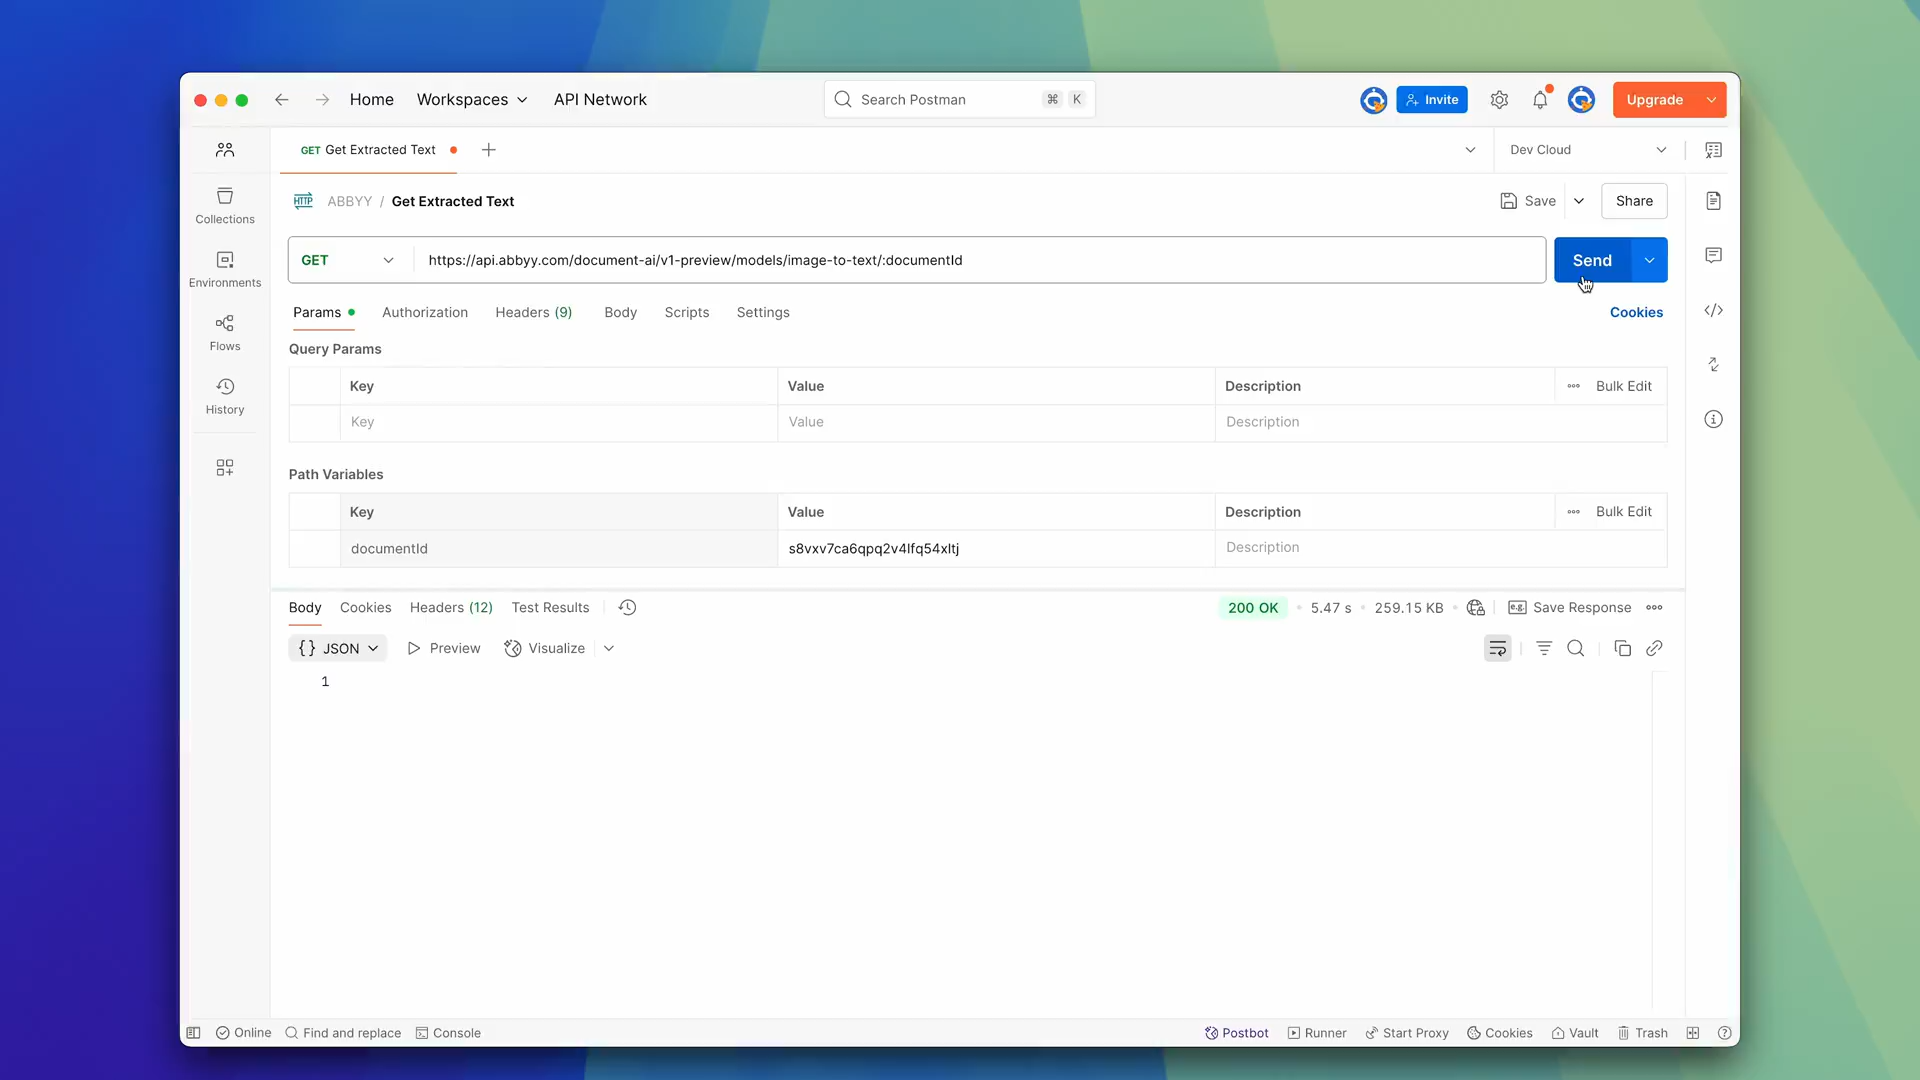 Home Workspaces API Network Search Postman ⌘ K Invite Upgrade
GET Get Extracted Text Dev Cloud
HTTP ABBYY / Get Extracted Text Save Share
GET https://api.abbyy.com/document-ai/v1-preview/models/image-to-text/:documentId Send
Params Authorization Headers (9) Body Scripts Settings Cookies
Query Params
Key Value Description Bulk Edit
Key Value Description
Path Variables
Key Value Description Bulk Edit
documentId s8vxv7ca6qpq2v4lfq54xltj Description
Body Cookies Headers (12) Test Results 200 OK 5.47 s 259.15 KB e.g. Save Response
{} JSON Preview Visualize
1
Collections
Environments
Flows
History
Online Find and replace Console Postbot Runner Start Proxy Cookies Vault Trash